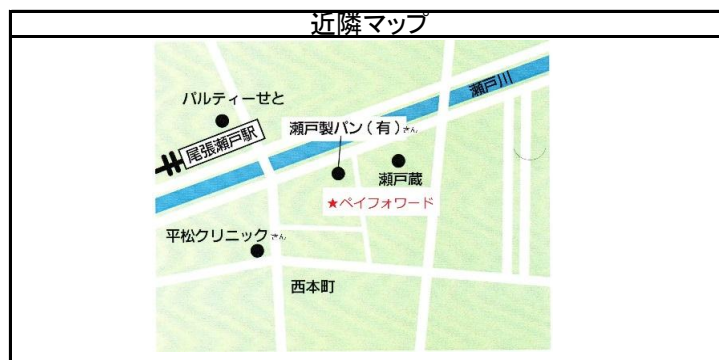 近隣マップ
瀬戸川
パルティーせと
瀬戸製パン(有)さん
尾張瀬戸駅
瀬戸蔵
★ペイフォワード
平松クリニックさん
西本町